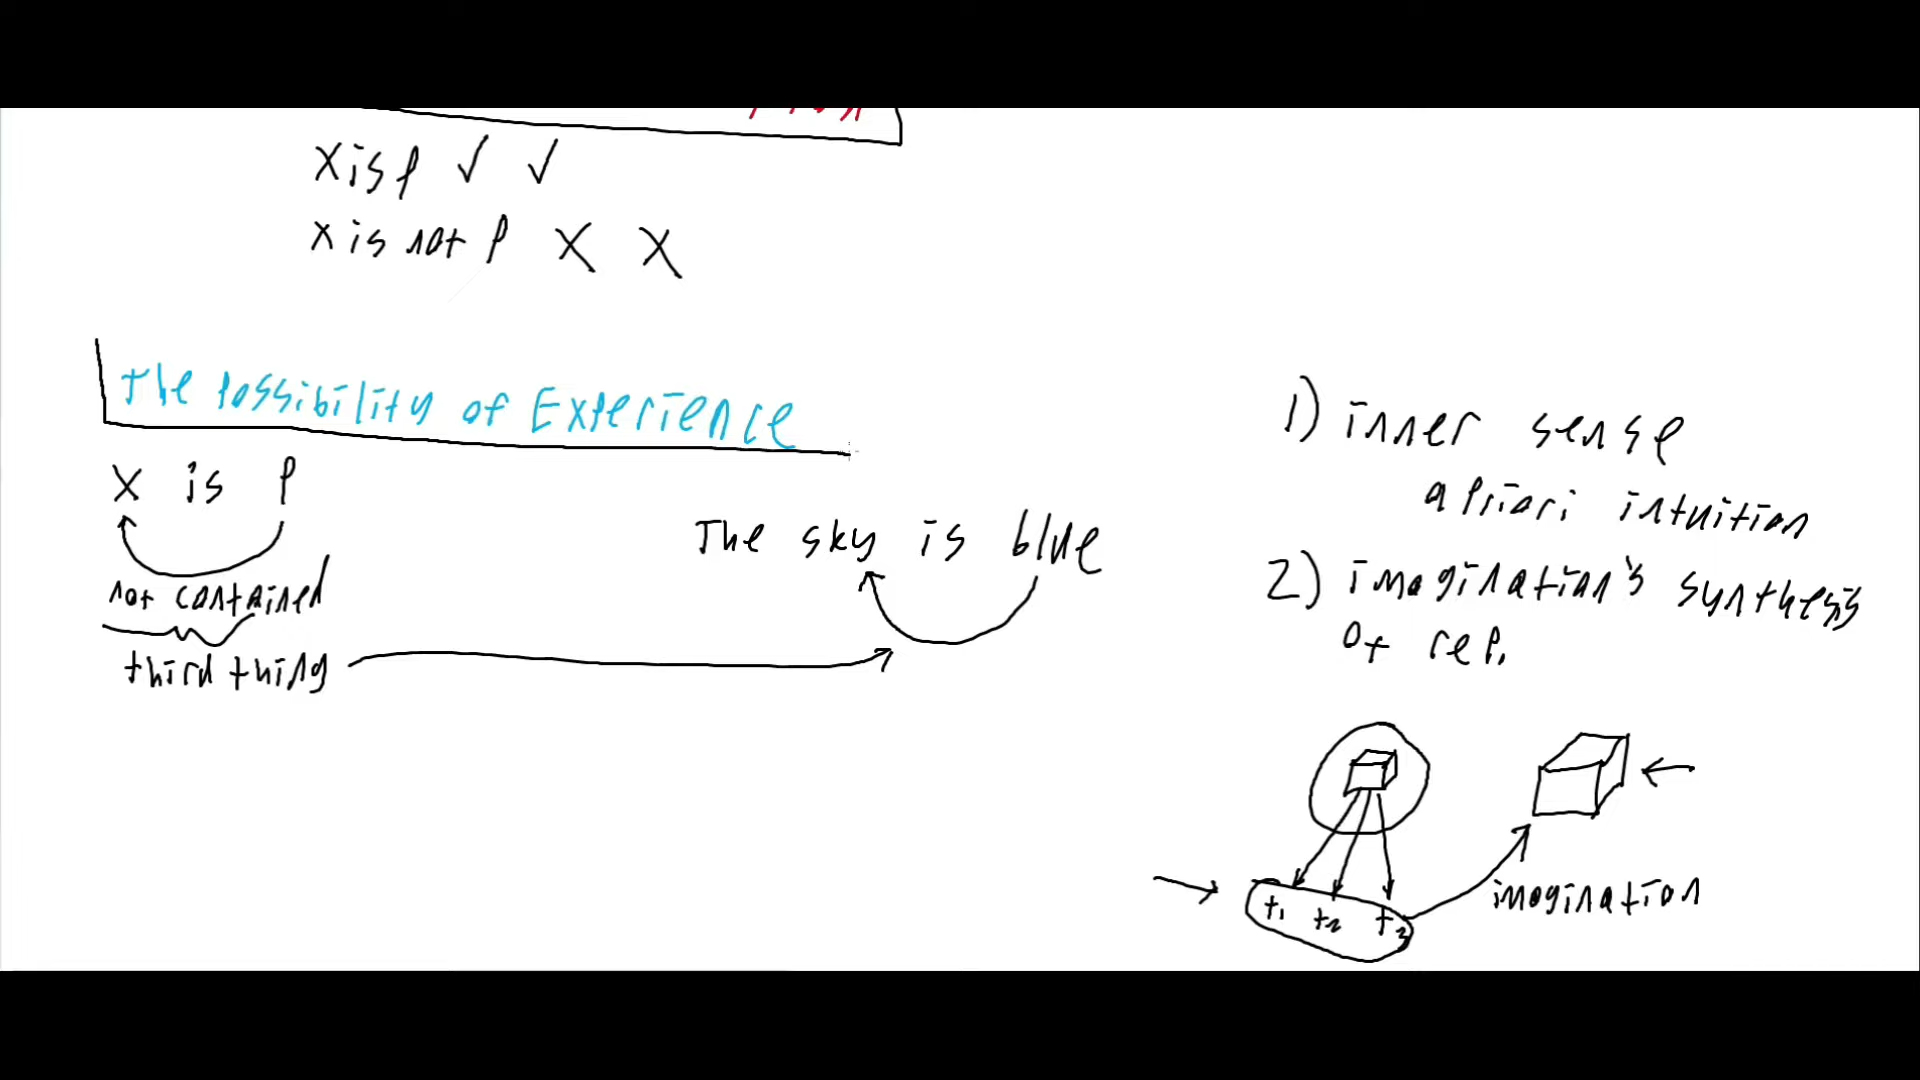 X is P ✓ ✓
X is not P X X
The Possibility of Experience
X is P
not contained
third thing
The sky is blue
1) inner sense
a Priori intuition
2) imagination's synthesis
of rep.
t1 t2 t3
imagination